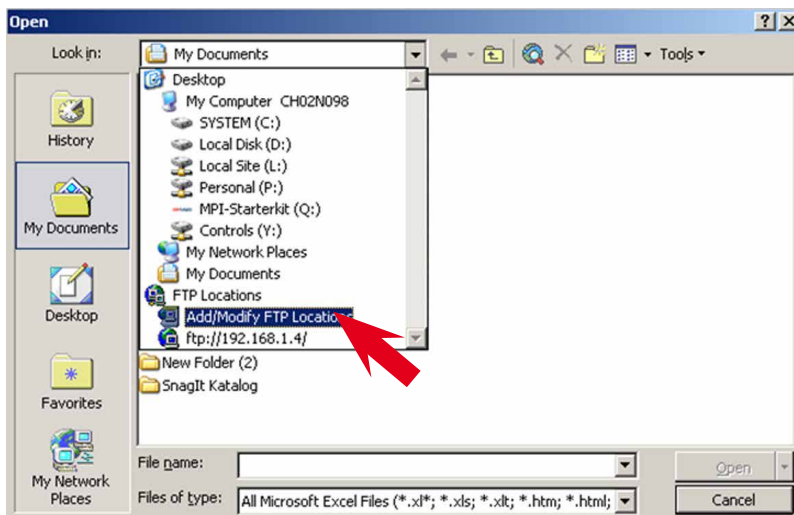 Open
Look in:
My Documents
Tools
Desktop
My Computer CH02N098
SYSTEM (C:)
Local Disk (D:)
Local Site (L:)
Personal (P:)
MPI-Starterkit (Q:)
Controls (Y:)
My Network Places
My Documents
FTP Locations
Add/Modify FTP Locations
ftp://192.168.1.4/
New Folder (2)
SnagIt Katalog
History
My Documents
Desktop
Favorites
My Network
Places
File name:
Open
Files of type:
All Microsoft Excel Files (*.xl*; *.xls; *.xlt; *.htm; *.html;
Cancel